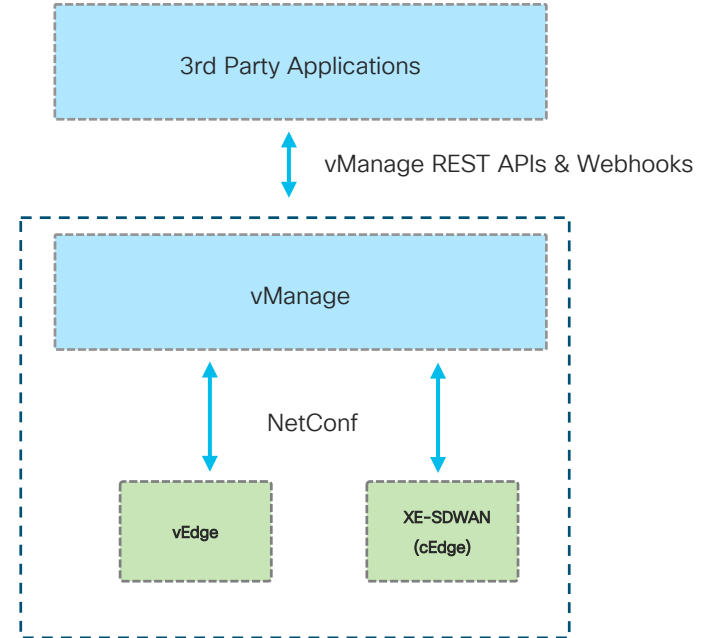 3rd Party Applications
vManage REST APIs & Webhooks
vManage
NetConf
vEdge
XE-SDWAN
(cEdge)